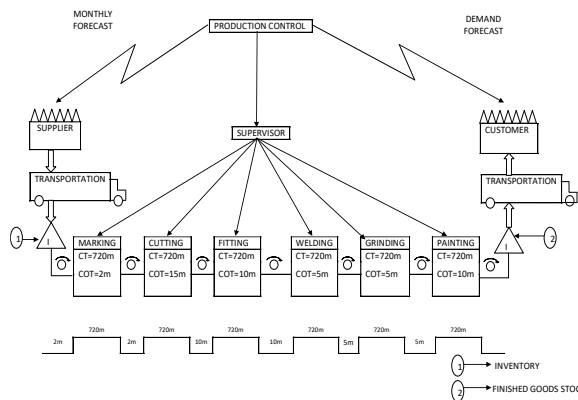 MONTHLY
FORECAST
PRODUCTION CONTROL
DEMAND
FORECAST
SUPPLIER
SUPERVISOR
CUSTOMER
TRANSPORTATION
TRANSPORTATION
1
I
MARKING
CT=720m
COT=2m
CUTTING
CT=720m
COT=15m
FITTING
CT=720m
COT=10m
WELDING
CT=720m
COT=5m
GRINDING
CT=720m
COT=5m
PAINTING
CT=720m
COT=10m
I
2
2m
720m
2m
720m
10m
720m
10m
720m
5m
720m
5m
720m
1
INVENTORY
2
FINISHED GOODS STOC